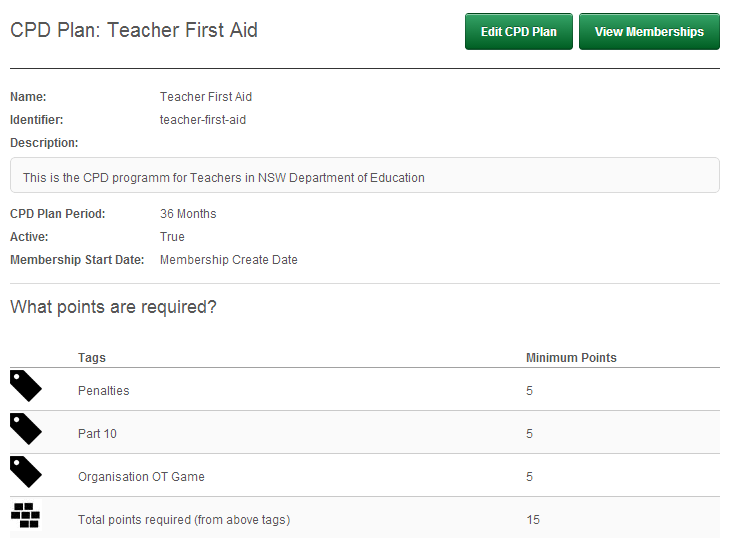 CPD Plan: Teacher First Aid
Edit CPD Plan
View Memberships
Name: Teacher First Aid
Identifier: teacher-first-aid
Description:
This is the CPD programm for Teachers in NSW Department of Education
CPD Plan Period: 36 Months
Active: True
Membership Start Date: Membership Create Date
What points are required?
Tags Minimum Points
Penalties 5
Part 10 5
Organisation OT Game 5
Total points required (from above tags) 15